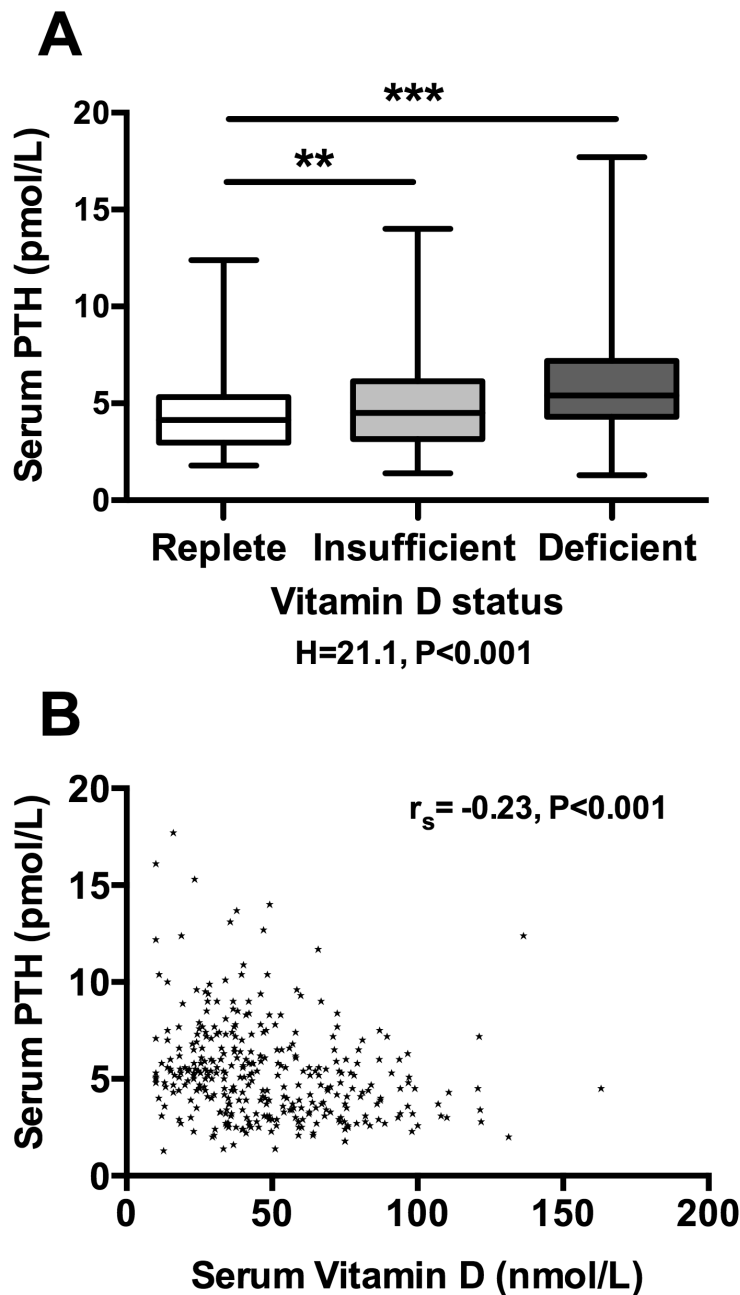 A
***
**
20
15
10
5
0
Serum PTH (pmol/L)
Replete Insufficient Deficient
Vitamin D status
H=21.1, P<0.001
B
r_s= -0.23, P<0.001
20
15
10
5
0
Serum PTH (pmol/L)
0 50 100 150 200
Serum Vitamin D (nmol/L)